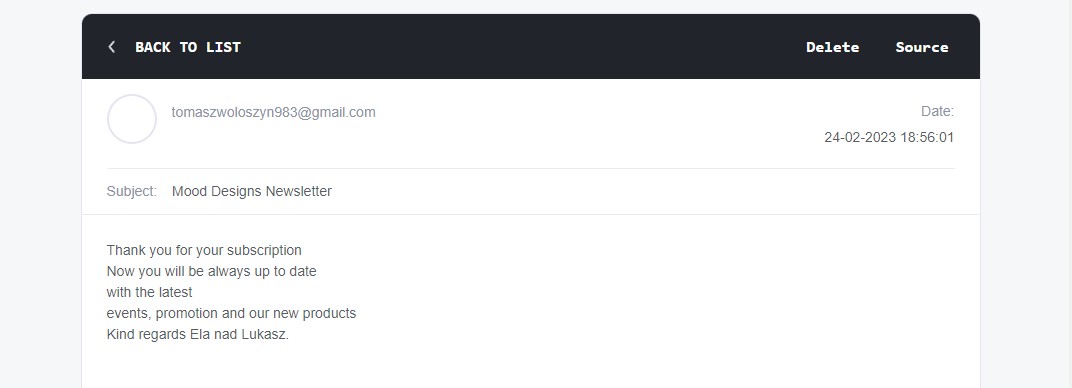 BACK TO LIST
Delete
Source
tomaszwoloszyn983@gmail.com
Date:
24-02-2023 18:56:01
Subject: Mood Designs Newsletter
Thank you for your subscription
Now you will be always up to date
with the latest
events, promotion and our new products
Kind regards Ela nad Lukasz.